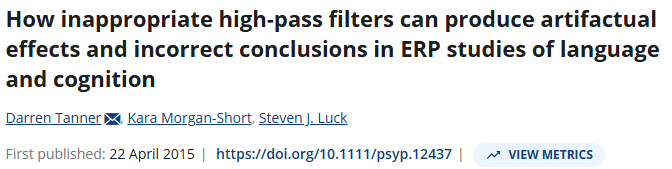 How inappropriate high-pass filters can produce artifactual
effects and incorrect conclusions in ERP studies of language
and cognition
Darren Tanner, Kara Morgan-Short, Steven J. Luck
First published: 22 April 2015 | https://doi.org/10.1111/psyp.12437 | VIEW METRICS